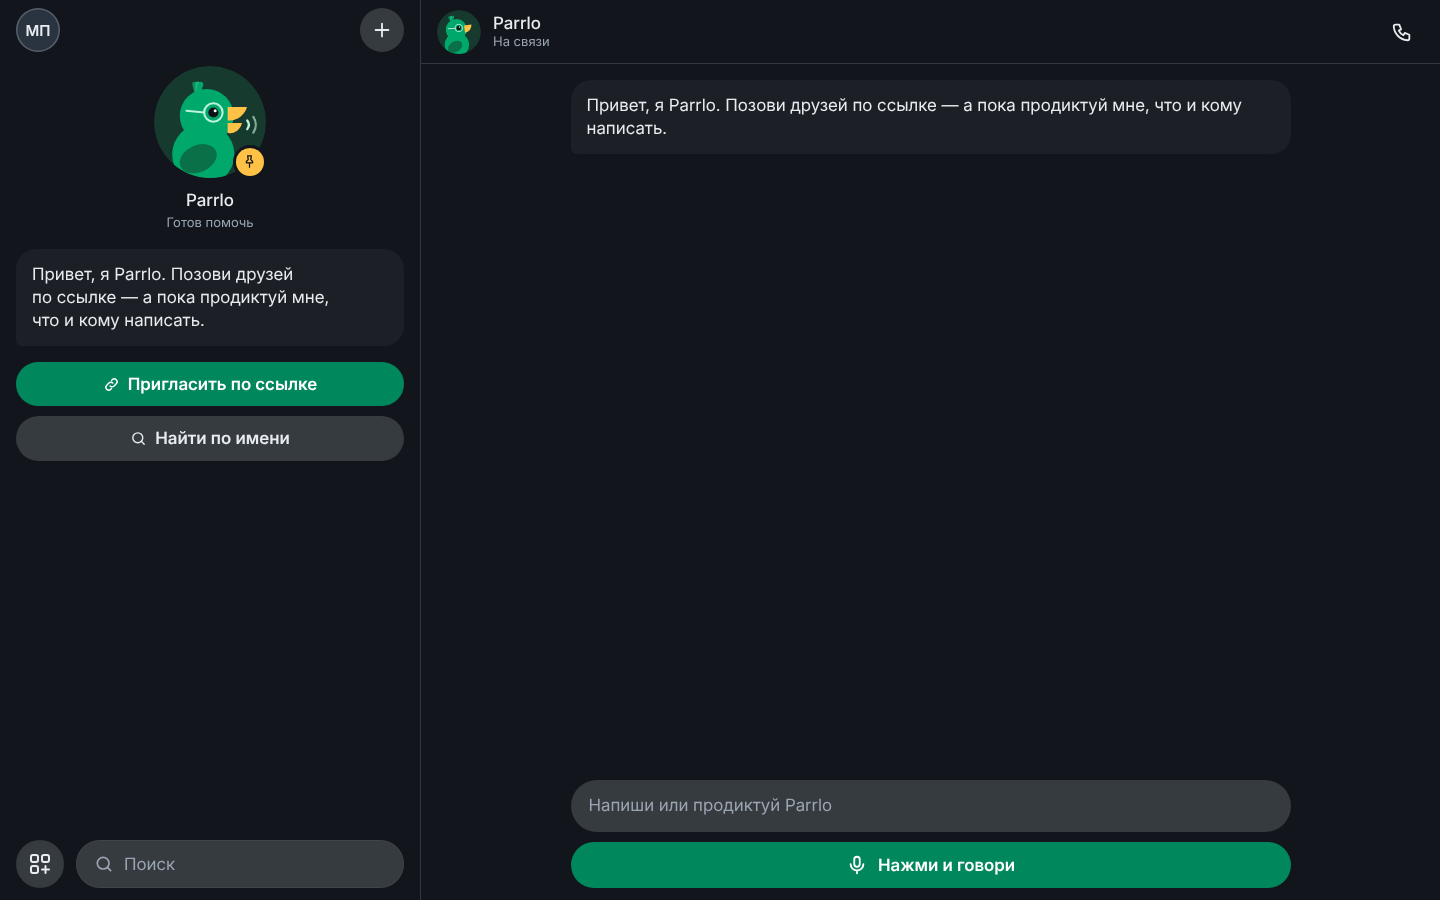 МП
Parrlo
Готов помочь
Привет, я Parrlo. Позови друзей
по ссылке — а пока продиктуй мне,
что и кому написать.
Пригласить по ссылке
Найти по имени
Поиск
Parrlo
На связи
Привет, я Parrlo. Позови друзей по ссылке — а пока продиктуй мне, что и кому
написать.
Напиши или продиктуй Parrlo
Нажми и говори